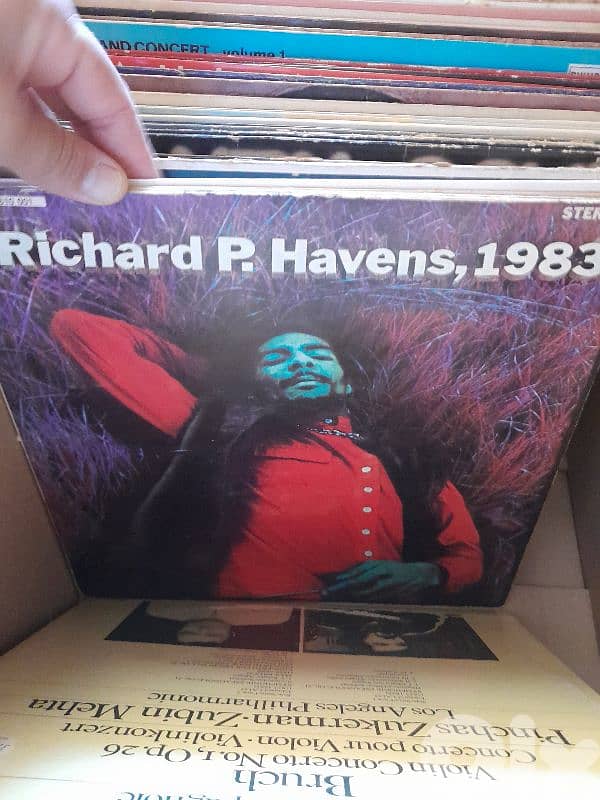 AND CONCERT volume 1
STER
Richard P. Havens, 1983
Los Angeles Philharmonic
Pinchas Zukerman · Zubin Mehta
Concerto pour Violon · Violinkonzert
Violin Concerto No. 1, Op. 26
Bruch